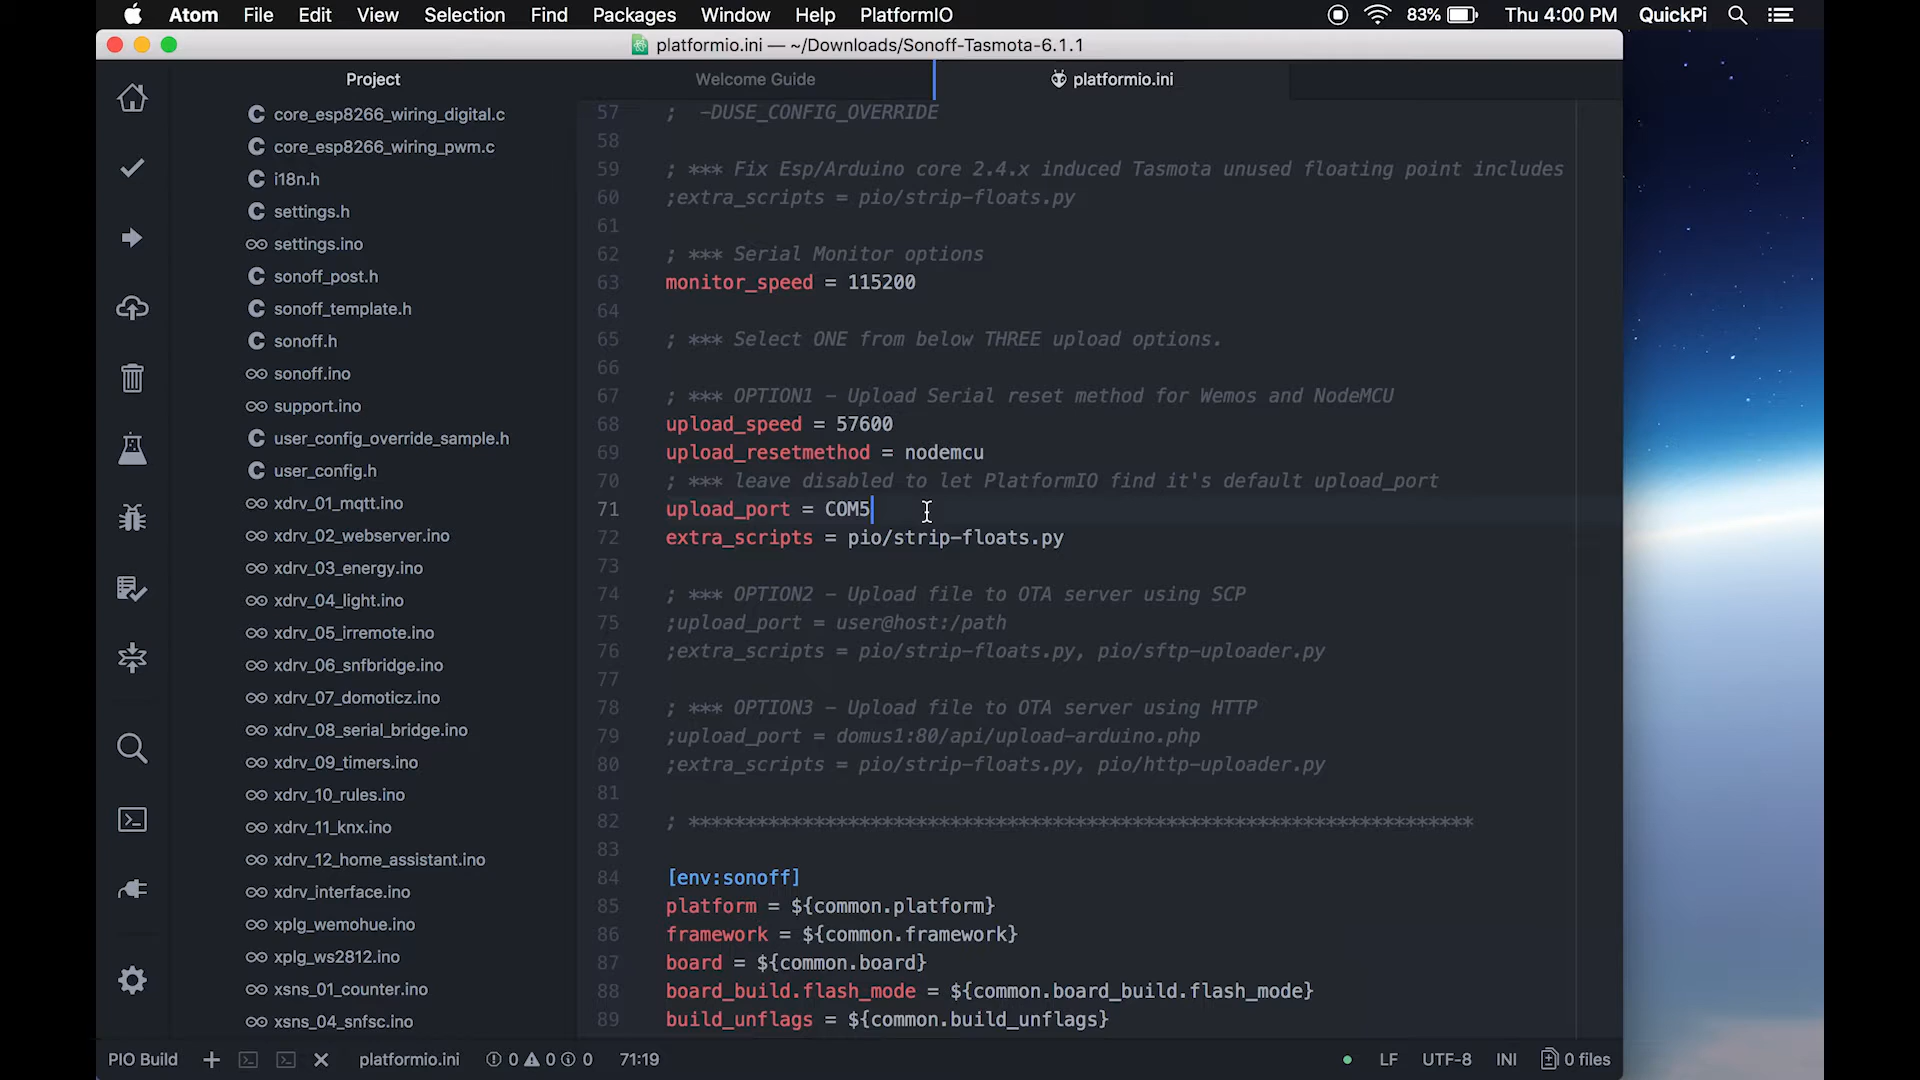 Atom File Edit View Selection Find Packages Window Help PlatformIO 83% Thu 4:00 PM QuickPi
platformio.ini — ~/Downloads/Sonoff-Tasmota-6.1.1
Project
Welcome Guide
platformio.ini
core_esp8266_wiring_digital.c
core_esp8266_wiring_pwm.c
i18n.h
settings.h
settings.ino
sonoff_post.h
sonoff_template.h
sonoff.h
sonoff.ino
support.ino
user_config_override_sample.h
user_config.h
xdrv_01_mqtt.ino
xdrv_02_webserver.ino
xdrv_03_energy.ino
xdrv_04_light.ino
xdrv_05_irremote.ino
xdrv_06_snfbridge.ino
xdrv_07_domoticz.ino
xdrv_08_serial_bridge.ino
xdrv_09_timers.ino
xdrv_10_rules.ino
xdrv_11_knx.ino
xdrv_12_home_assistant.ino
xdrv_interface.ino
xplg_wemohue.ino
xplg_ws2812.ino
xsns_01_counter.ino
xsns_04_snfsc.ino
57 ;  -DUSE_CONFIG_OVERRIDE
58
59 ; *** Fix Esp/Arduino core 2.4.x induced Tasmota unused floating point includes
60 ;extra_scripts = pio/strip-floats.py
61
62 ; *** Serial Monitor options
63 monitor_speed = 115200
64
65 ; *** Select ONE from below THREE upload options.
66
67 ; *** OPTION1 - Upload Serial reset method for Wemos and NodeMCU
68 upload_speed = 57600
69 upload_resetmethod = nodemcu
70 ; *** leave disabled to let PlatformIO find it's default upload_port
71 upload_port = COM5
72 extra_scripts = pio/strip-floats.py
73
74 ; *** OPTION2 - Upload file to OTA server using SCP
75 ;upload_port = user@host:/path
76 ;extra_scripts = pio/strip-floats.py, pio/sftp-uploader.py
77
78 ; *** OPTION3 - Upload file to OTA server using HTTP
79 ;upload_port = domus1:80/api/upload-arduino.php
80 ;extra_scripts = pio/strip-floats.py, pio/http-uploader.py
81
82 ; *********************************************************************
83
84 [env:sonoff]
85 platform = ${common.platform}
86 framework = ${common.framework}
87 board = ${common.board}
88 board_build.flash_mode = ${common.board_build.flash_mode}
89 build_unflags = ${common.build_unflags}
PIO Build platformio.ini 0 0 0 71:19 LF UTF-8 INI 0 files